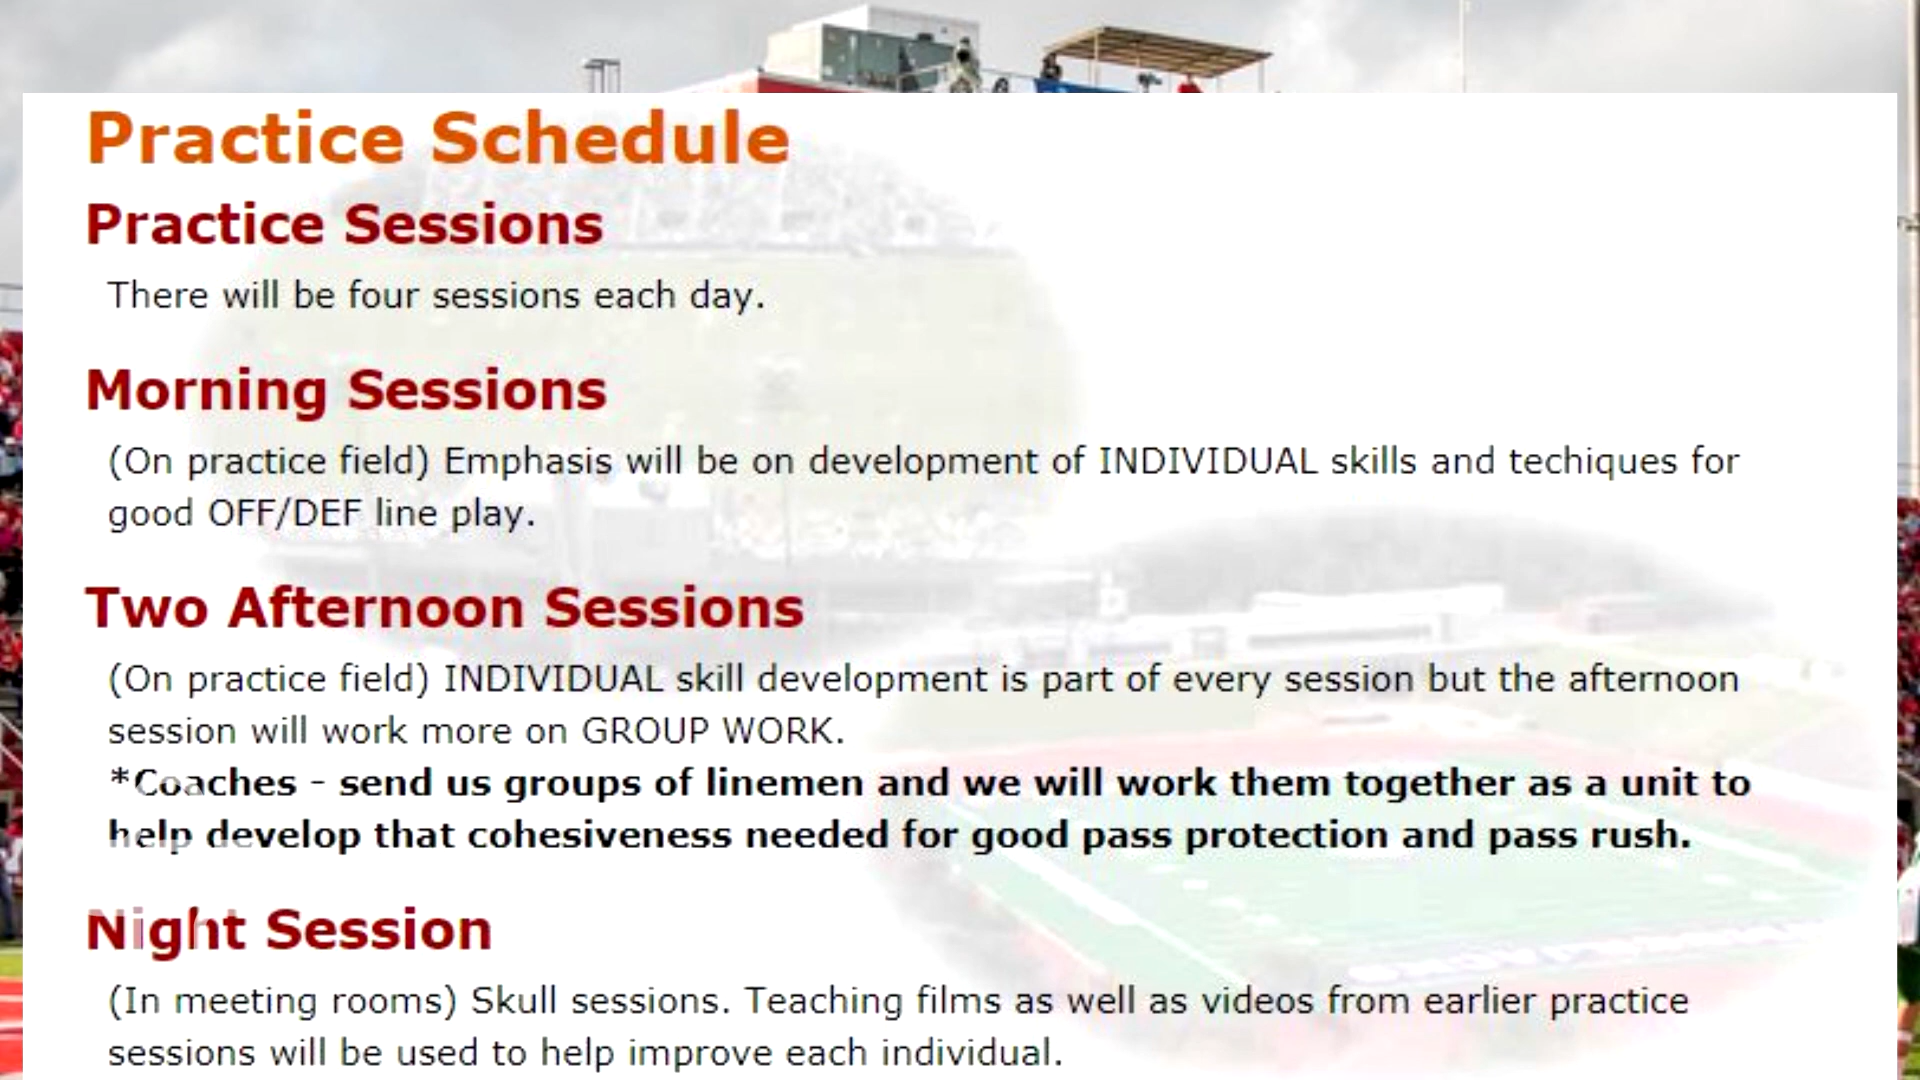 Practice Schedule
Practice Sessions
There will be four sessions each day.
Morning Sessions
(On practice field) Emphasis will be on development of INDIVIDUAL skills and techiques for
good OFF/DEF line play.
Two Afternoon Sessions
(On practice field) INDIVIDUAL skill development is part of every session but the afternoon
session will work more on GROUP WORK.
*Coaches - send us groups of linemen and we will work them together as a unit to
help develop that cohesiveness needed for good pass protection and pass rush.
Night Session
(In meeting rooms) Skull sessions. Teaching films as well as videos from earlier practice
sessions will be used to help improve each individual.